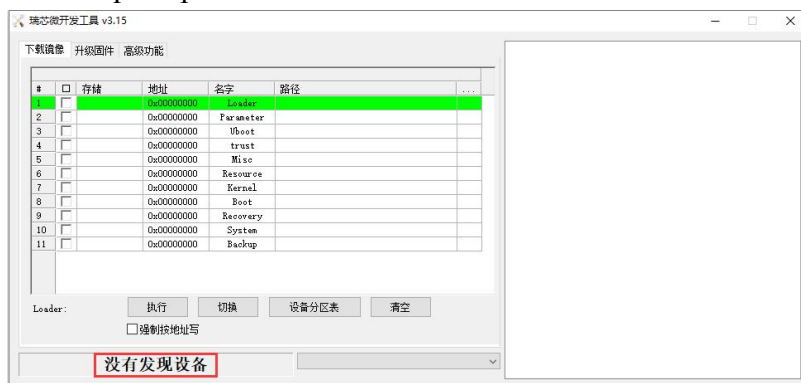 瑞芯微开发工具 v3.15
下载镜像 升级固件 高级功能
# 存储 地址 名字 路径 ...
1 0x00000000 Loader
2 0x00000000 Parameter
3 0x00000000 Uboot
4 0x00000000 trust
5 0x00000000 Misc
6 0x00000000 Resource
7 0x00000000 Kernel
8 0x00000000 Boot
9 0x00000000 Recovery
10 0x00000000 System
11 0x00000000 Backup
Loader: 执行 切换 设备分区表 清空
强制按地址写
没有发现设备